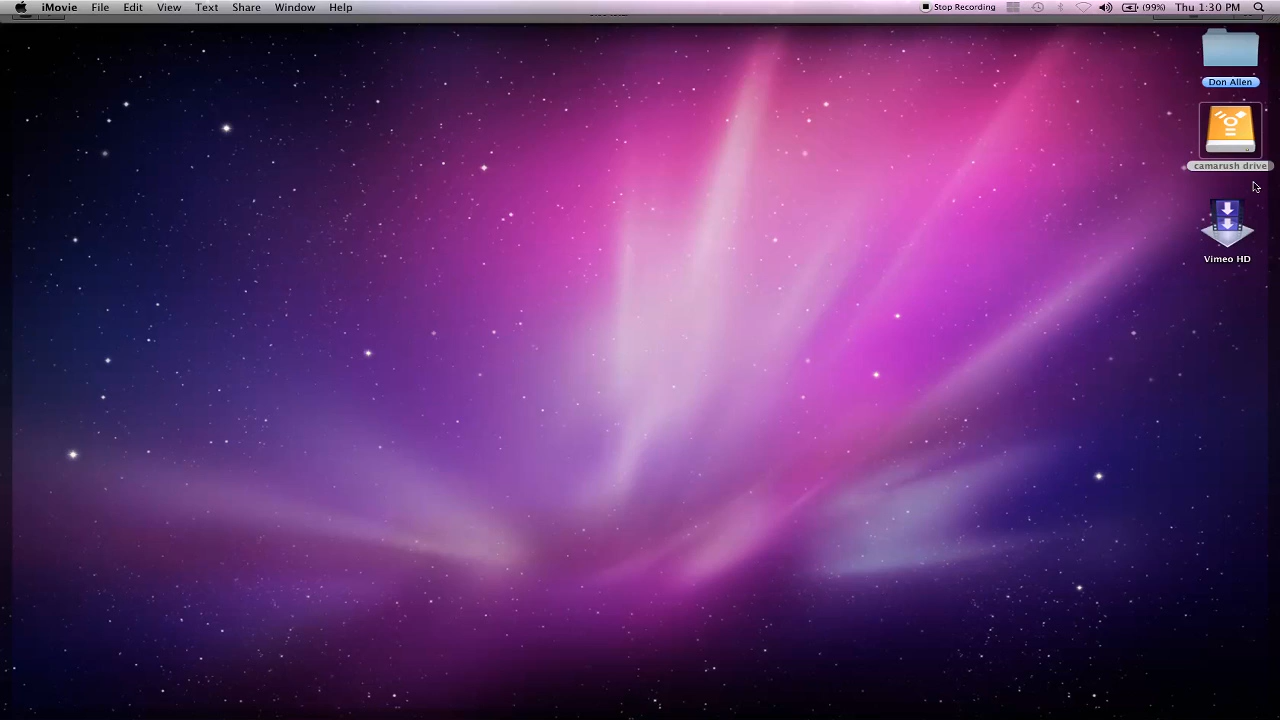 iMovie File Edit View Text Share Window Help Stop Recording (99%) Thu 1:30 PM
Don Allen
camarush drive
Vimeo HD